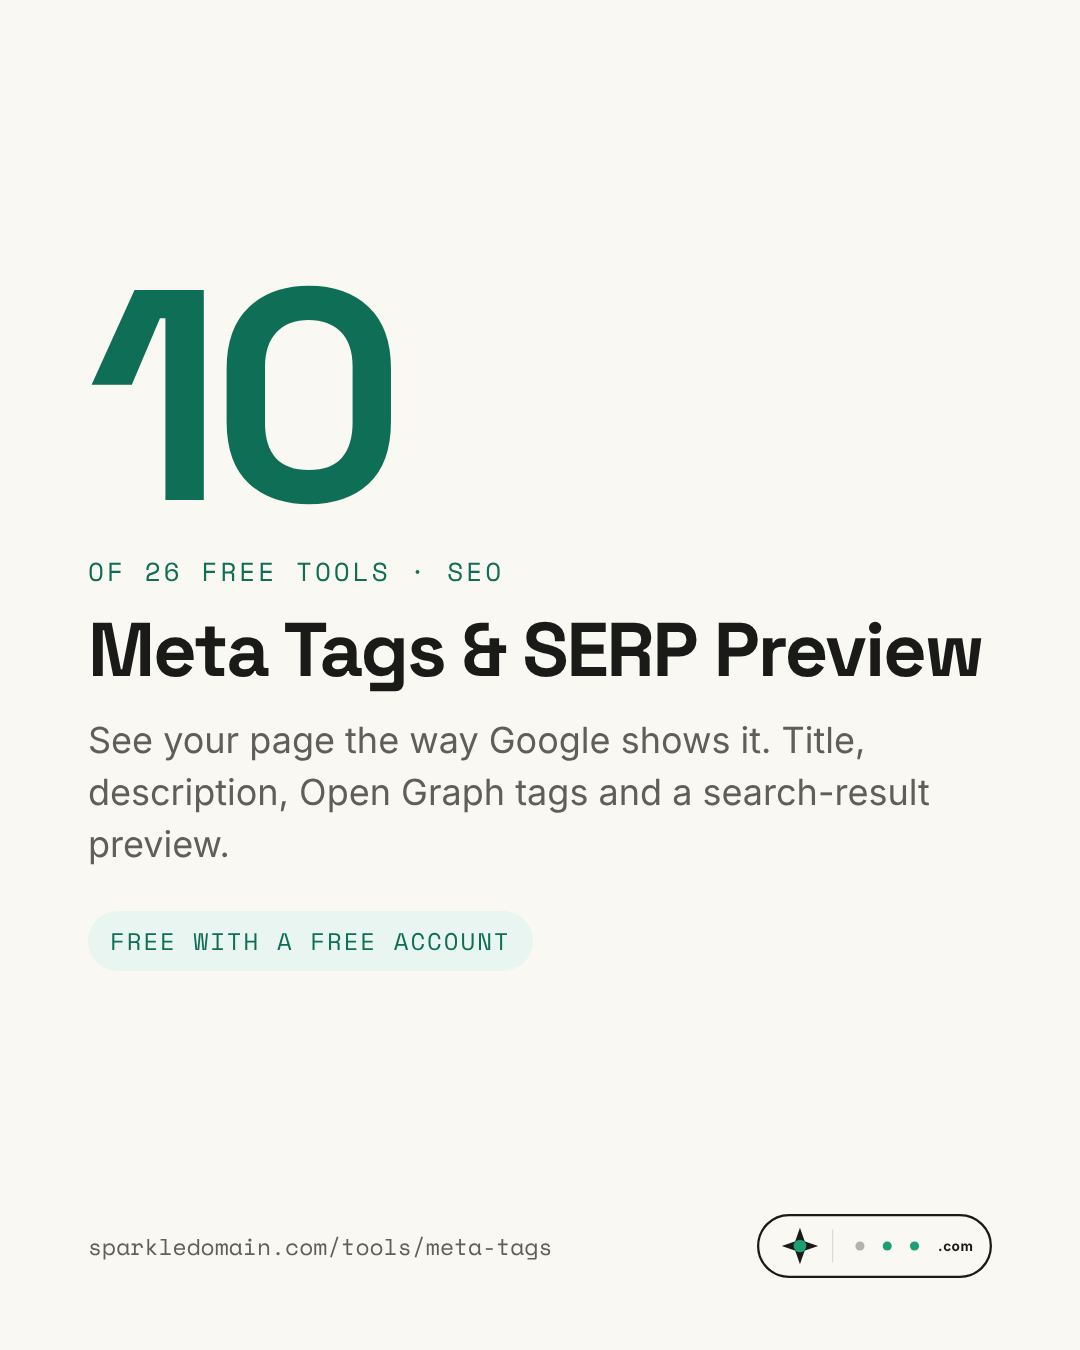 10
OF 26 FREE TOOLS · SEO
Meta Tags & SERP Preview
See your page the way Google shows it. Title,
description, Open Graph tags and a search-result
preview.
FREE WITH A FREE ACCOUNT
sparkledomain.com/tools/meta-tags
.com